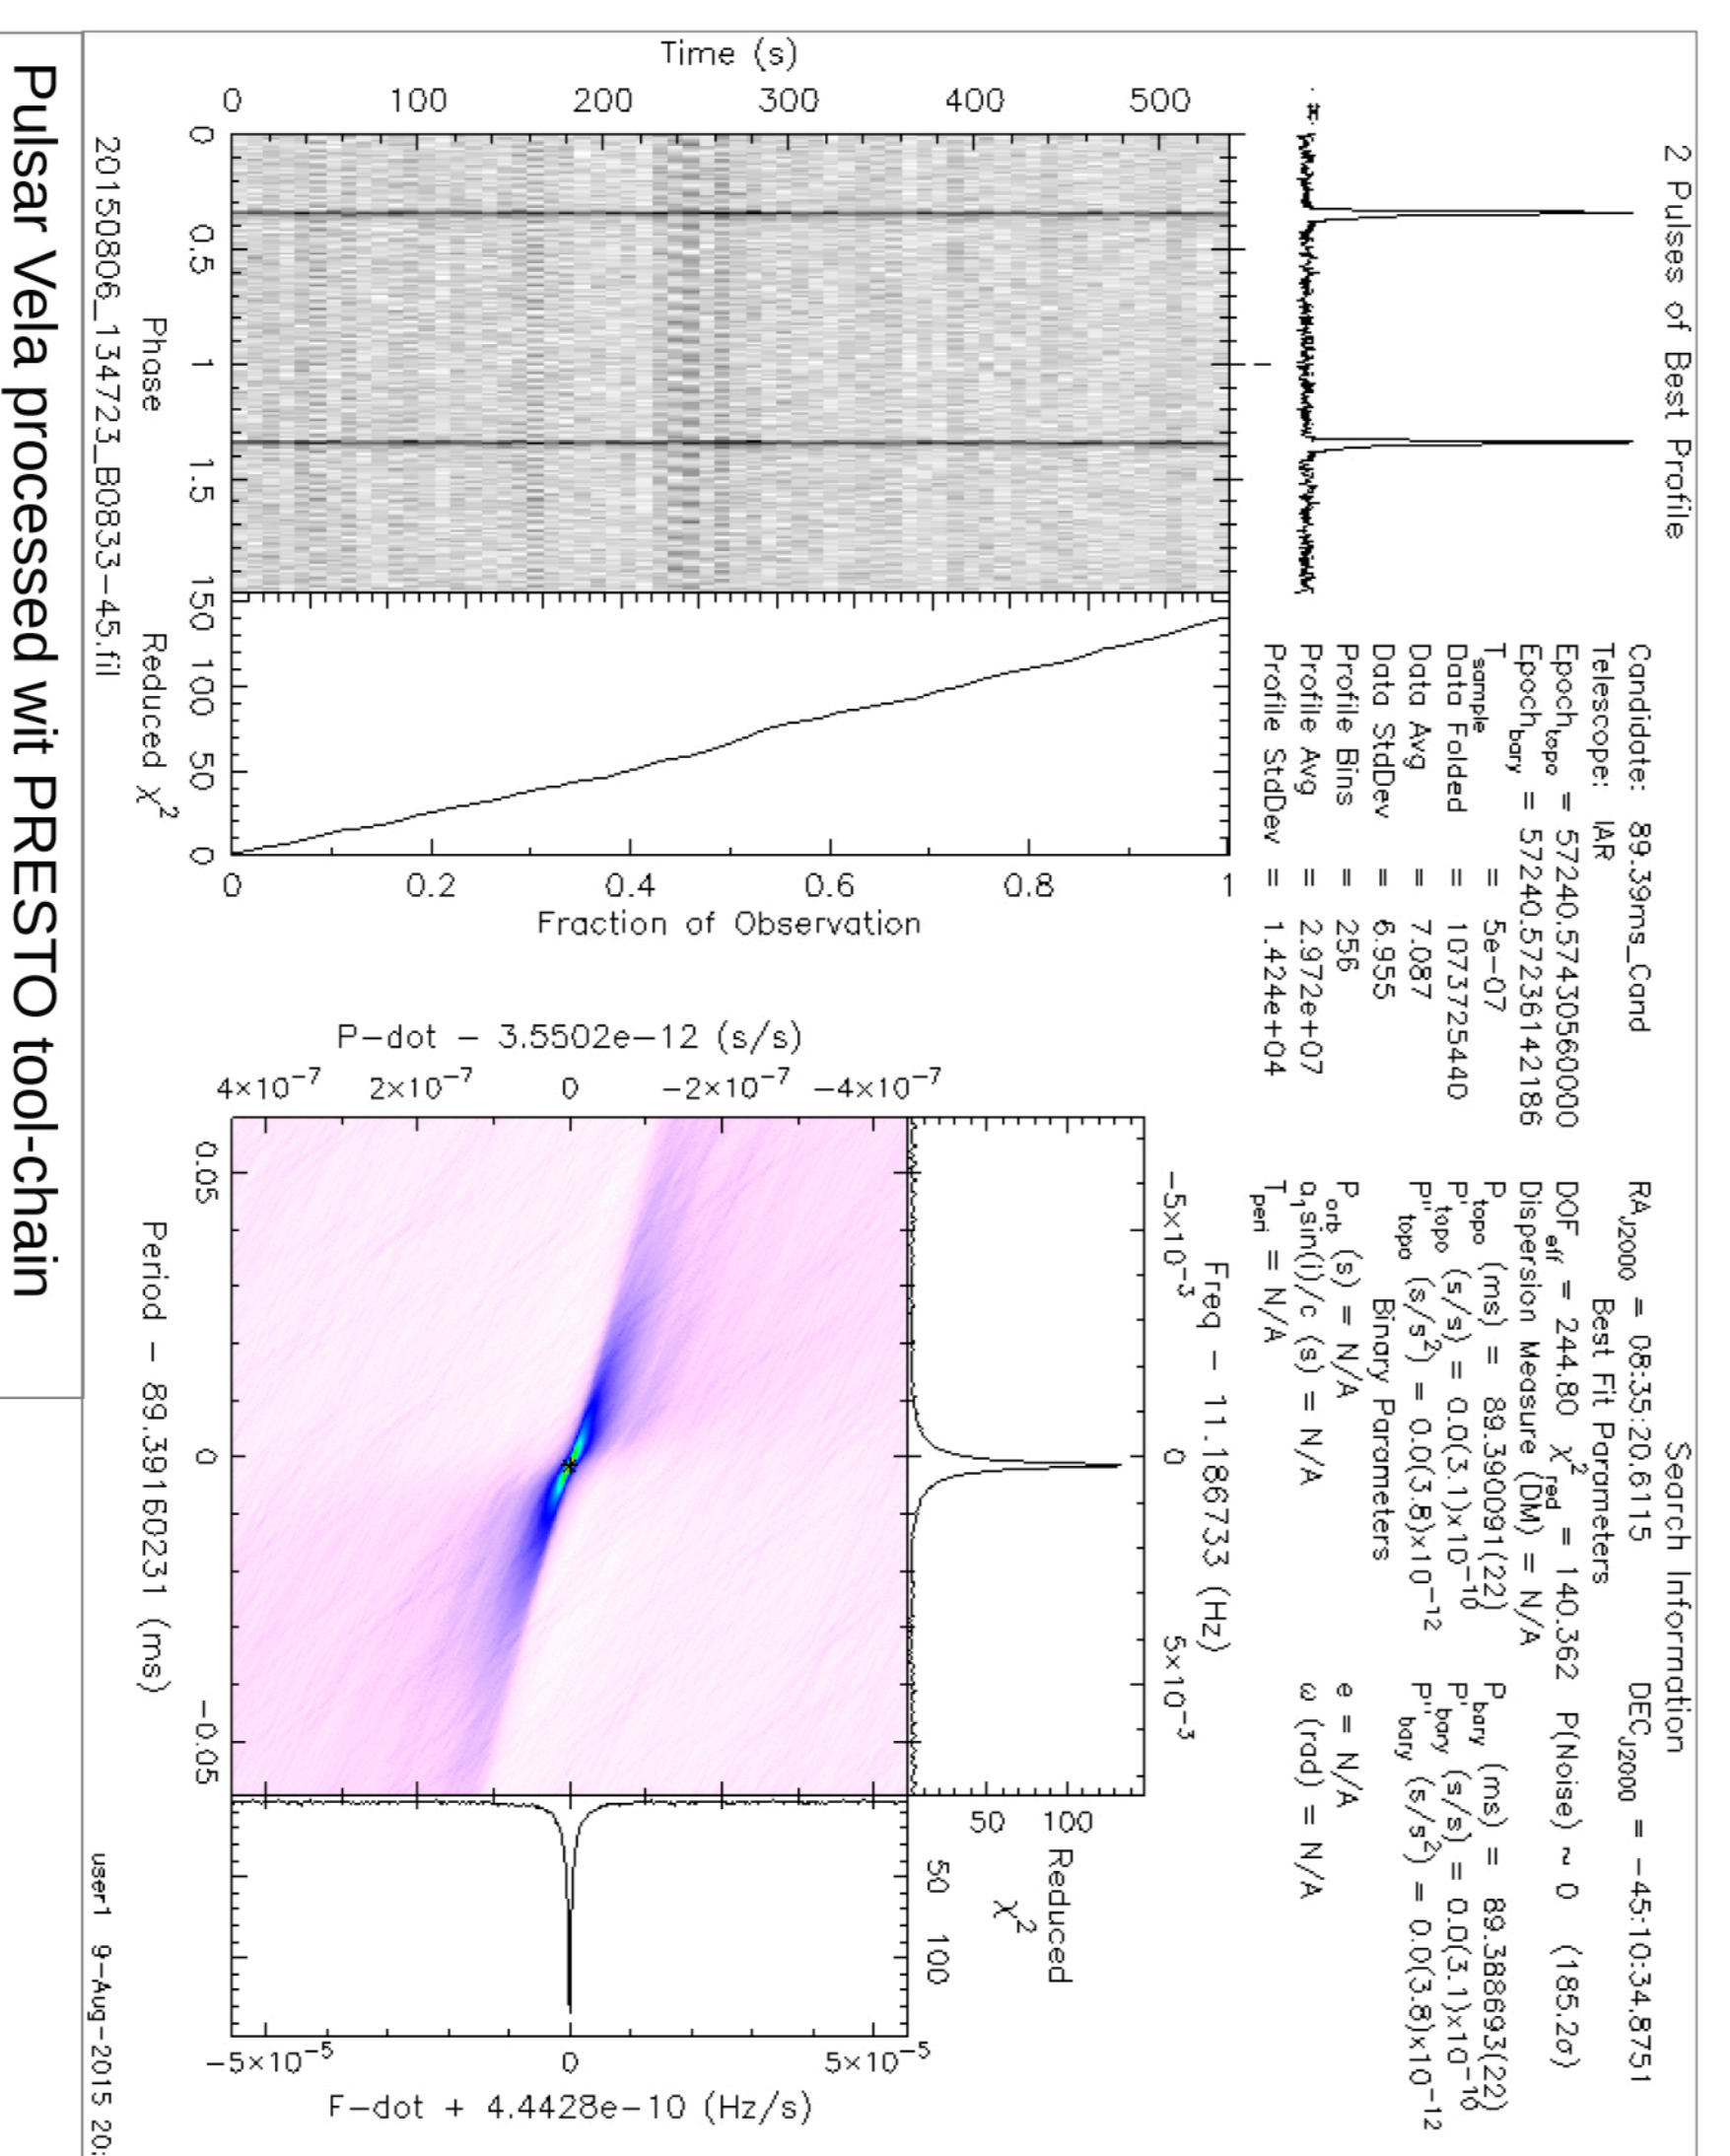 2 Pulses of Best Profile
Search Information
Candidate: 89.39ms_Cand
Telescope: IAR
Epoch_topo = 57240.57430560000
Epoch_bary = 57240.57236142186
T_sample = 5e-07
Data Folded = 1073725440
Data Avg = 7.087
Data StdDev = 6.955
Profile Bins = 256
Profile Avg = 2.972e+07
Profile StdDev = 1.424e+04
RA_J2000 = 08:35:20.6115 DEC_J2000 = -45:10:34.8751
Best Fit Parameters
DOF_eff = 244.80 χ²_red = 140.362 P(Noise) ~ 0 (185.2σ)
Dispersion Measure (DM) = N/A
P_topo (ms) = 89.390091(22) P_bary (ms) = 89.388693(22)
P'_topo (s/s) = 0.0(3.1)x10⁻¹⁰ P'_bary (s/s) = 0.0(3.1)x10⁻¹⁰
P''_topo (s/s²) = 0.0(3.8)x10⁻¹² P''_bary (s/s²) = 0.0(3.8)x10⁻¹²
Binary Parameters
P_orb (s) = N/A e = N/A
a₁sin(i)/c (s) = N/A ω (rad) = N/A
T_peri = N/A
Time (s)
0 100 200 300 400 500
0 0.5 1 1.5
Phase
150 100 50 0
Reduced χ²
0 0.2 0.4 0.6 0.8 1
Fraction of Observation
Freq - 11.186733 (Hz)
-5×10⁻³ 0 5×10⁻³
50 100
Reduced
χ²
50 100
P-dot - 3.5502e-12 (s/s)
4×10⁻⁷ 2×10⁻⁷ 0 -2×10⁻⁷ -4×10⁻⁷
0.05 0 -0.05
Period - 89.39160231 (ms)
-5×10⁻⁵ 0 5×10⁻⁵
F-dot + 4.4428e-10 (Hz/s)
20150806_134723_B0833-45.fil
user1 9-Aug-2015 20:
Pulsar Vela processed wit PRESTO tool-chain